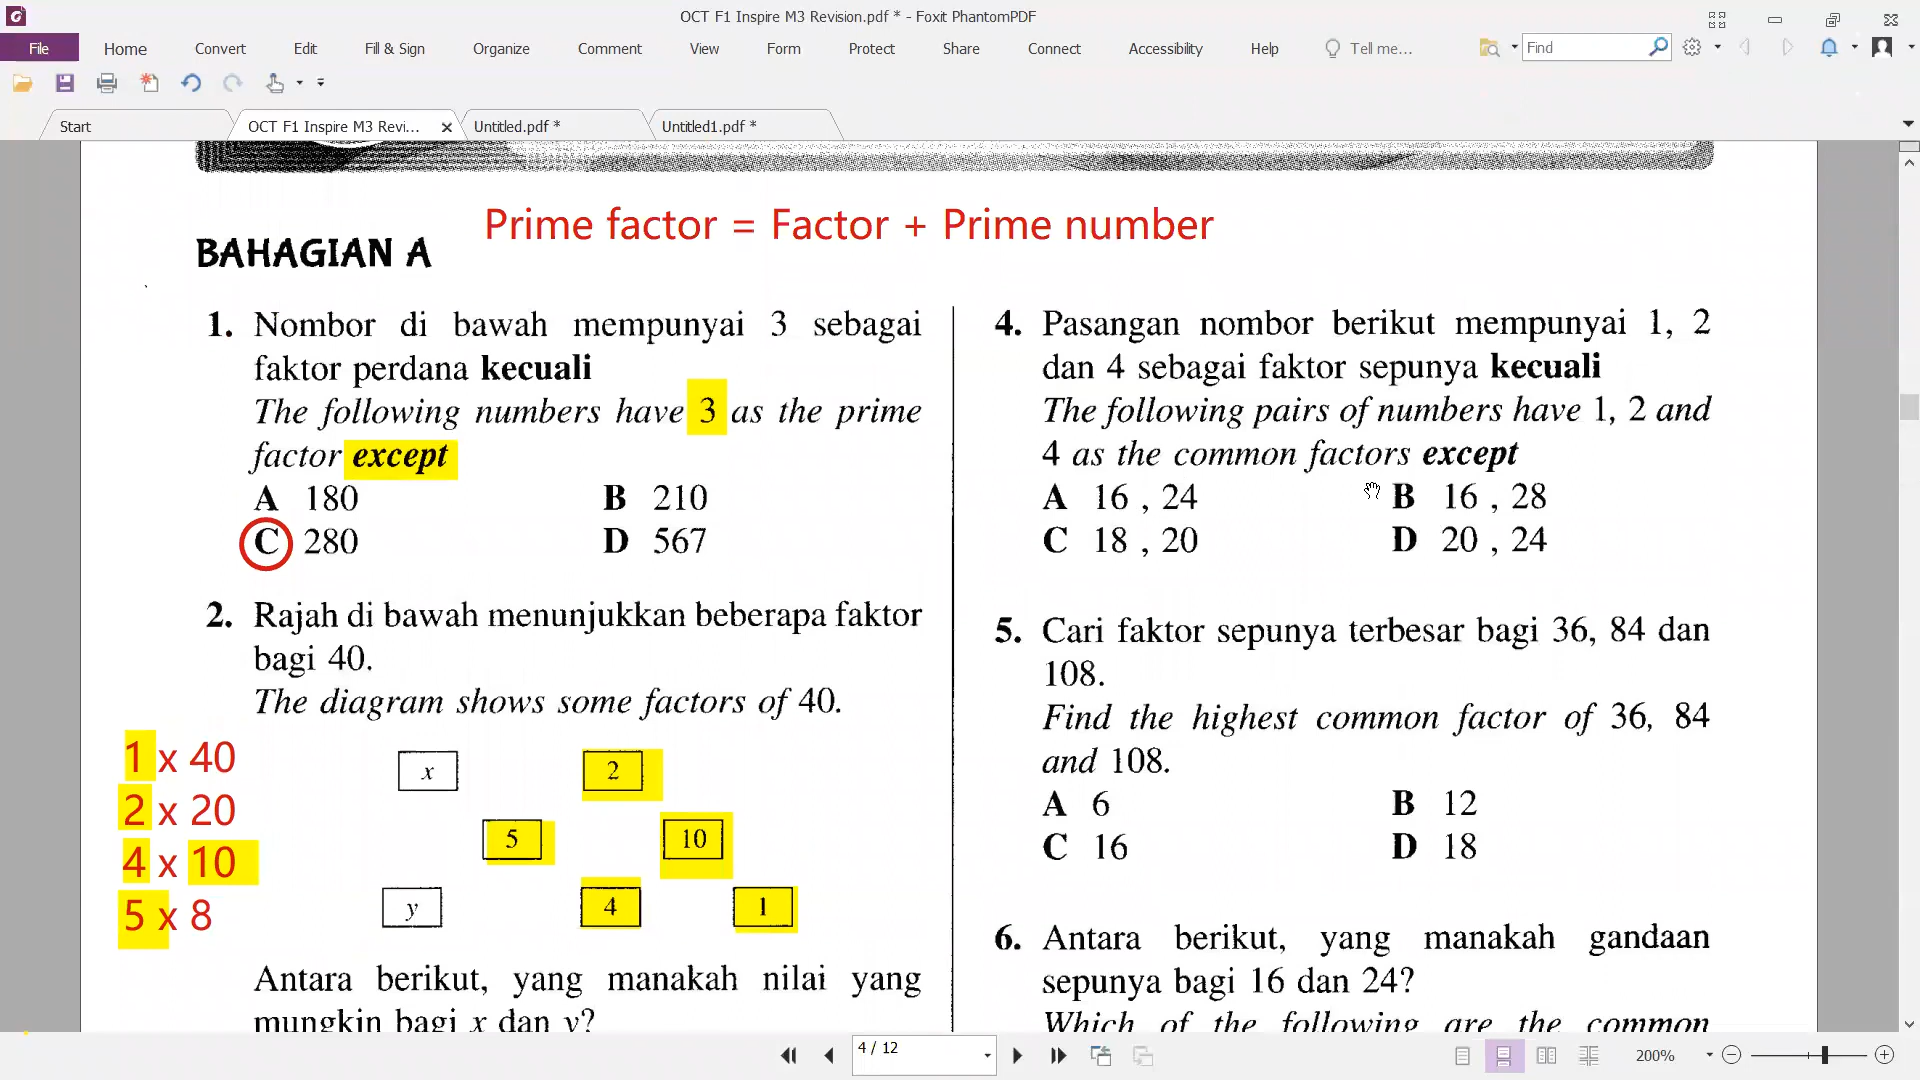 OCT F1 Inspire M3 Revision.pdf * - Foxit PhantomPDF
File Home Convert Edit Fill & Sign Organize Comment View Form Protect Share Connect Accessibility Help Tell me... Find
Start OCT F1 Inspire M3 Revi... Untitled.pdf * Untitled1.pdf *
Prime factor = Factor + Prime number
BAHAGIAN A
1. Nombor di bawah mempunyai 3 sebagai
faktor perdana kecuali
The following numbers have 3 as the prime
factor except
A 180 B 210
C 280 D 567
2. Rajah di bawah menunjukkan beberapa faktor
bagi 40.
The diagram shows some factors of 40.
1 x 40
2 x 20
4 x 10
5 x 8
x 2
5 10
y 4 1
Antara berikut, yang manakah nilai yang
mungkin bagi x dan y?
4. Pasangan nombor berikut mempunyai 1, 2
dan 4 sebagai faktor sepunya kecuali
The following pairs of numbers have 1, 2 and
4 as the common factors except
A 16 , 24 B 16 , 28
C 18 , 20 D 20 , 24
5. Cari faktor sepunya terbesar bagi 36, 84 dan
108.
Find the highest common factor of 36, 84
and 108.
A 6 B 12
C 16 D 18
6. Antara berikut, yang manakah gandaan
sepunya bagi 16 dan 24?
Which of the following are the common
4 / 12
200%